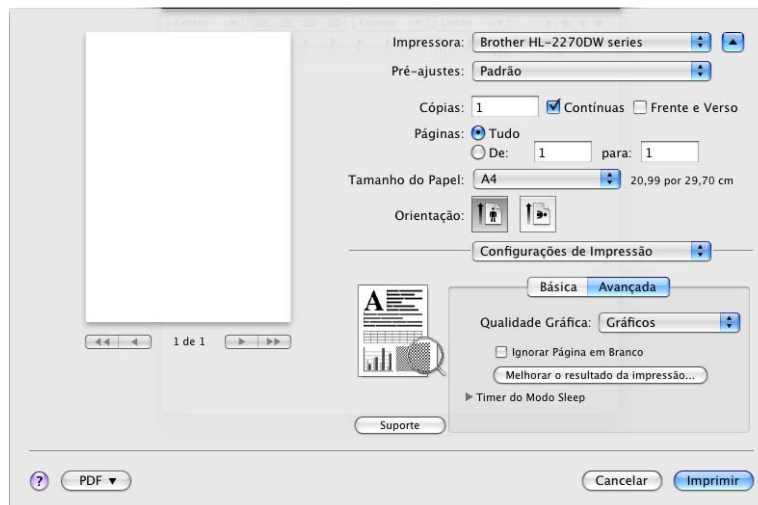 Impressora: Brother HL-2270DW series
Pré-ajustes: Padrão
Cópias: 1 Contínuas Frente e Verso
Páginas: Tudo
De: 1 para: 1
Tamanho do Papel: A4 20,99 por 29,70 cm
Orientação:
Configurações de Impressão
Básica Avançada
A
Qualidade Gráfica: Gráficos
1 de 1
Ignorar Página em Branco
Melhorar o resultado da impressão...
Timer do Modo Sleep
Suporte
? PDF Cancelar Imprimir